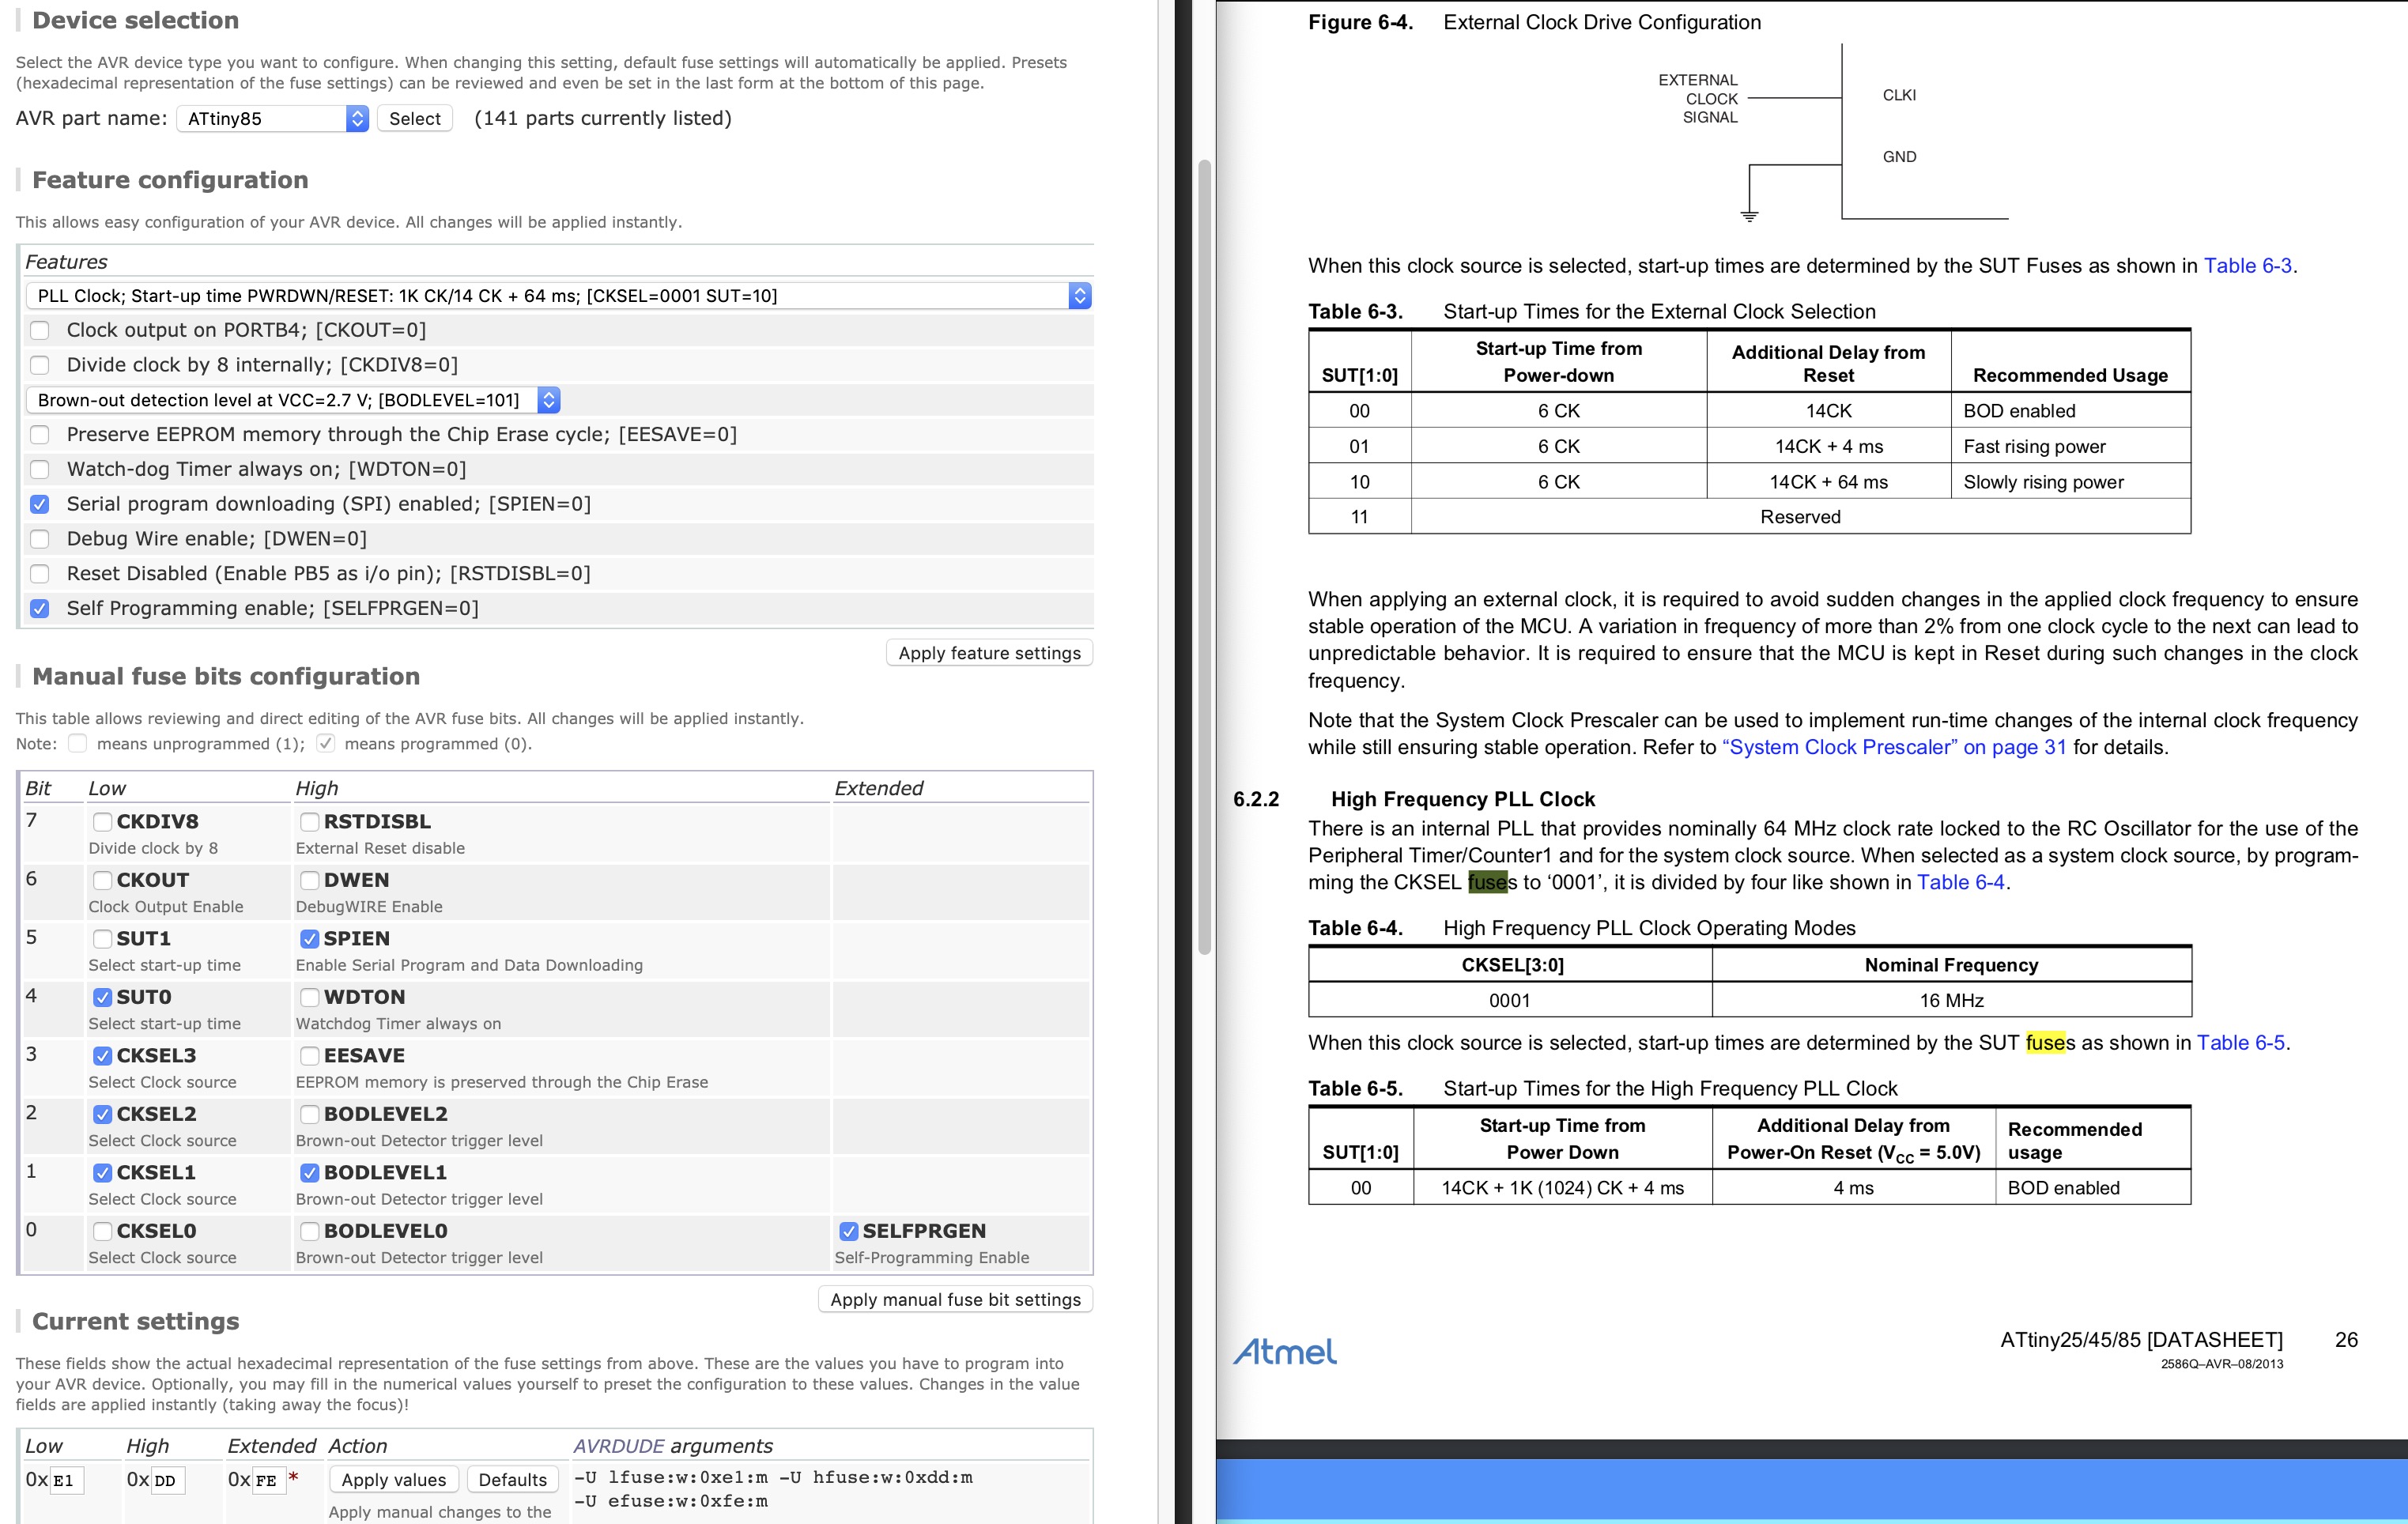 Device selection
Select the AVR device type you want to configure. When changing this setting, default fuse settings will automatically be applied. Presets
(hexadecimal representation of the fuse settings) can be reviewed and even be set in the last form at the bottom of this page.
AVR part name: ATtiny85 Select (141 parts currently listed)
Feature configuration
This allows easy configuration of your AVR device. All changes will be applied instantly.
Features
PLL Clock; Start-up time PWRDWN/RESET: 1K CK/14 CK + 64 ms; [CKSEL=0001 SUT=10]
Clock output on PORTB4; [CKOUT=0]
Divide clock by 8 internally; [CKDIV8=0]
Brown-out detection level at VCC=2.7 V; [BODLEVEL=101]
Preserve EEPROM memory through the Chip Erase cycle; [EESAVE=0]
Watch-dog Timer always on; [WDTON=0]
Serial program downloading (SPI) enabled; [SPIEN=0]
Debug Wire enable; [DWEN=0]
Reset Disabled (Enable PB5 as i/o pin); [RSTDISBL=0]
Self Programming enable; [SELFPRGEN=0]
Apply feature settings
Manual fuse bits configuration
This table allows reviewing and direct editing of the AVR fuse bits. All changes will be applied instantly.
Note: means unprogrammed (1); means programmed (0).
Bit Low High Extended
7 CKDIV8 RSTDISBL
Divide clock by 8 External Reset disable
6 CKOUT DWEN
Clock Output Enable DebugWIRE Enable
5 SUT1 SPIEN
Select start-up time Enable Serial Program and Data Downloading
4 SUT0 WDTON
Select start-up time Watchdog Timer always on
3 CKSEL3 EESAVE
Select Clock source EEPROM memory is preserved through the Chip Erase
2 CKSEL2 BODLEVEL2
Select Clock source Brown-out Detector trigger level
1 CKSEL1 BODLEVEL1
Select Clock source Brown-out Detector trigger level
0 CKSEL0 BODLEVEL0 SELFPRGEN
Select Clock source Brown-out Detector trigger level Self-Programming Enable
Apply manual fuse bit settings
Current settings
These fields show the actual hexadecimal representation of the fuse settings from above. These are the values you have to program into
your AVR device. Optionally, you may fill in the numerical values yourself to preset the configuration to these values. Changes in the value
fields are applied instantly (taking away the focus)!
Low High Extended Action AVRDUDE arguments
0x E1 0x DD 0x FE * Apply values Defaults -U lfuse:w:0xe1:m -U hfuse:w:0xdd:m
-U efuse:w:0xfe:m
Apply manual changes to the
Figure 6-4. External Clock Drive Configuration
EXTERNAL
CLOCK
SIGNAL
CLKI
GND
When this clock source is selected, start-up times are determined by the SUT Fuses as shown in Table 6-3.
Table 6-3. Start-up Times for the External Clock Selection
SUT[1:0] Start-up Time from Power-down Additional Delay from Reset Recommended Usage
00 6 CK 14CK BOD enabled
01 6 CK 14CK + 4 ms Fast rising power
10 6 CK 14CK + 64 ms Slowly rising power
11 Reserved
When applying an external clock, it is required to avoid sudden changes in the applied clock frequency to ensure
stable operation of the MCU. A variation in frequency of more than 2% from one clock cycle to the next can lead to
unpredictable behavior. It is required to ensure that the MCU is kept in Reset during such changes in the clock
frequency.
Note that the System Clock Prescaler can be used to implement run-time changes of the internal clock frequency
while still ensuring stable operation. Refer to “System Clock Prescaler” on page 31 for details.
6.2.2 High Frequency PLL Clock
There is an internal PLL that provides nominally 64 MHz clock rate locked to the RC Oscillator for the use of the
Peripheral Timer/Counter1 and for the system clock source. When selected as a system clock source, by program-
ming the CKSEL fuses to ‘0001’, it is divided by four like shown in Table 6-4.
Table 6-4. High Frequency PLL Clock Operating Modes
CKSEL[3:0] Nominal Frequency
0001 16 MHz
When this clock source is selected, start-up times are determined by the SUT fuses as shown in Table 6-5.
Table 6-5. Start-up Times for the High Frequency PLL Clock
SUT[1:0] Start-up Time from Power Down Additional Delay from Power-On Reset (VCC = 5.0V) Recommended usage
00 14CK + 1K (1024) CK + 4 ms 4 ms BOD enabled
Atmel
ATtiny25/45/85 [DATASHEET] 26
2586Q–AVR–08/2013